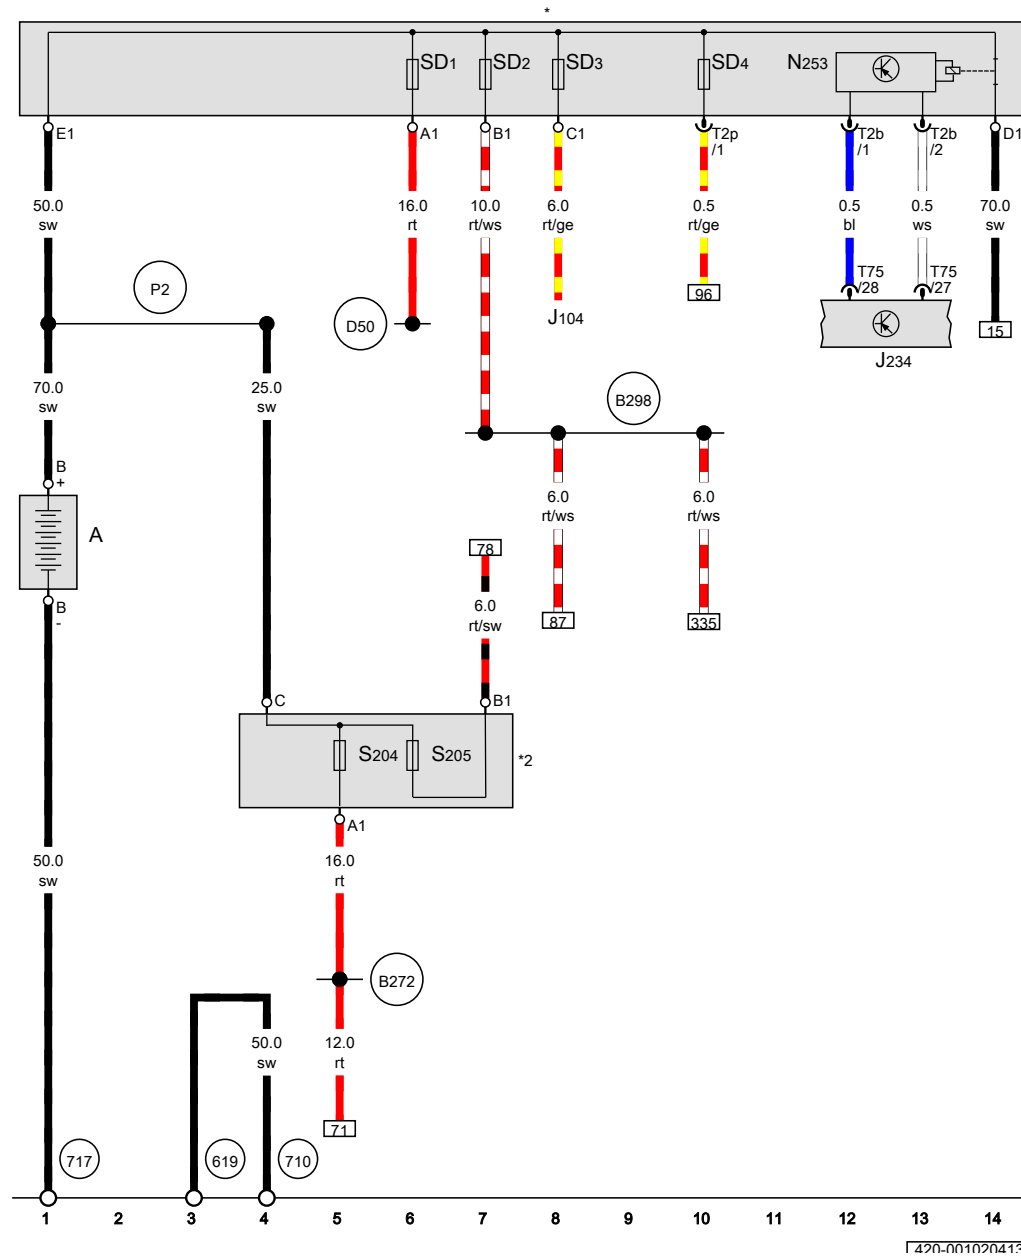 *
SD1
SD2
SD3
SD4
N253
E1
A1
B1
C1
T2p
/1
T2b
/1
T2b
/2
D1
50.0
sw
16.0
rt
10.0
rt/ws
6.0
rt/ge
0.5
rt/ge
0.5
bl
0.5
ws
70.0
sw
P2
D50
J104
96
T75
/28
T75
/27
J234
15
70.0
sw
25.0
sw
B298
B
+
A
6.0
rt/ws
6.0
rt/ws
78
B
-
6.0
rt/sw
87
335
C
B1
S204
S205
*2
A1
50.0
sw
16.0
rt
B272
50.0
sw
12.0
rt
71
717
619
710
1 2 3 4 5 6 7 8 9 10 11 12 13 14
420-001020413